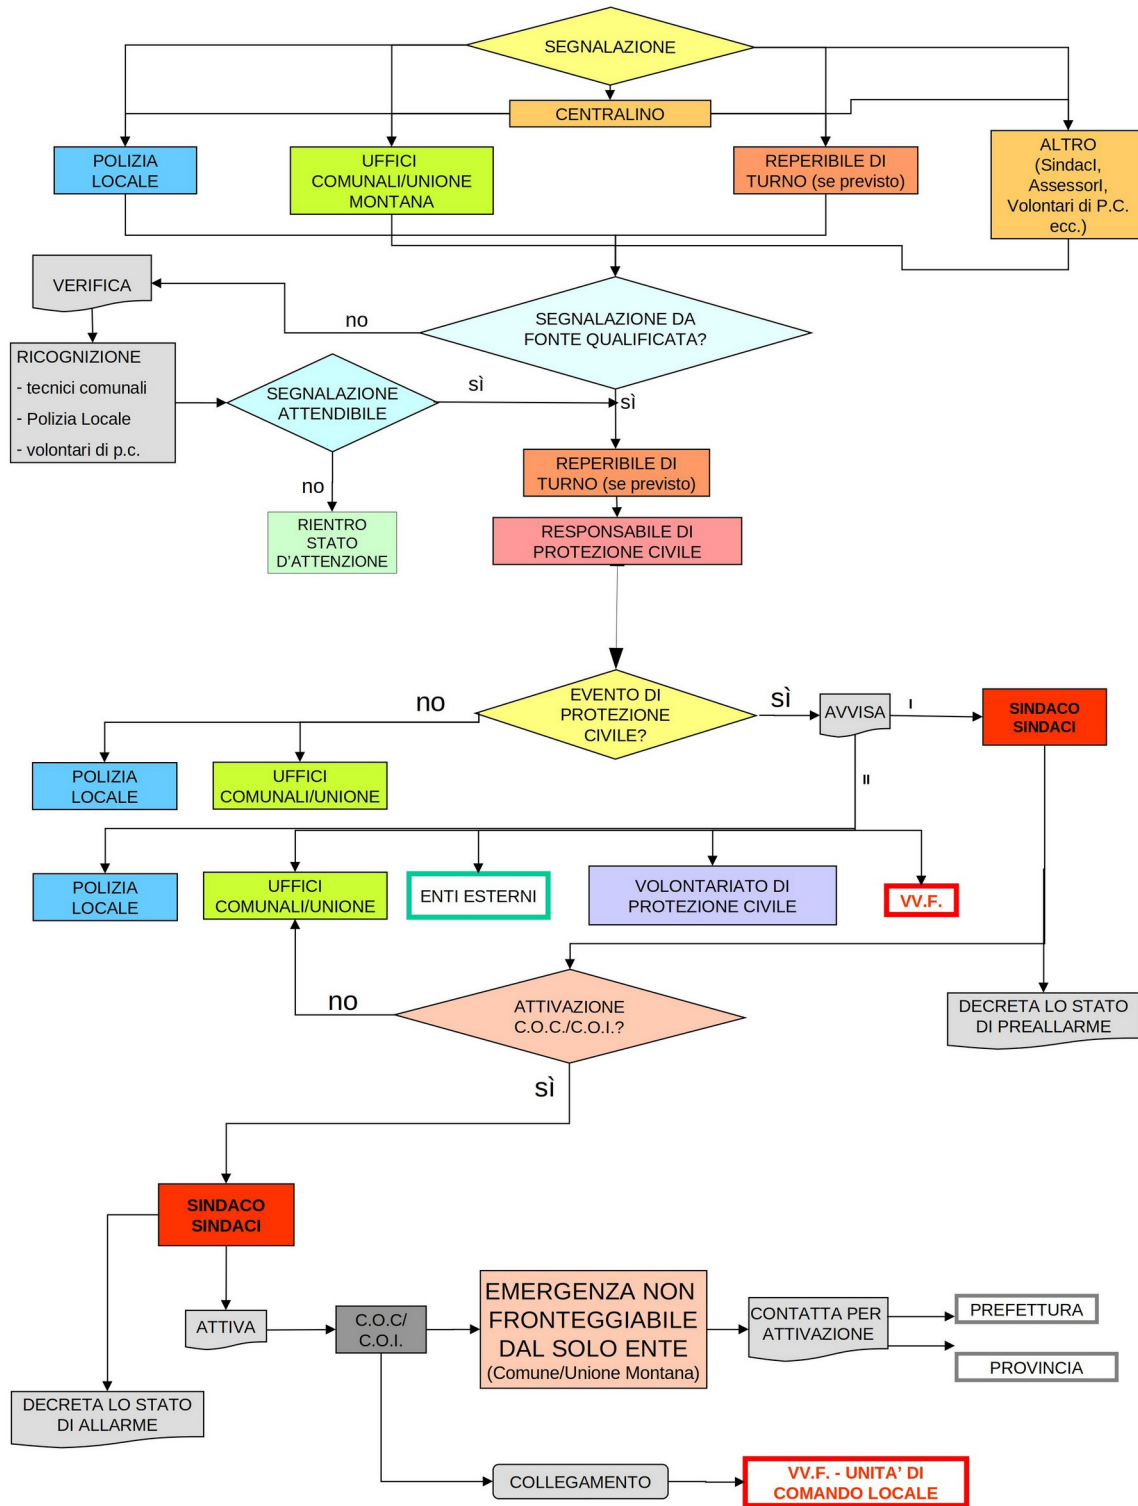 SEGNALAZIONE
CENTRALINO
POLIZIA
LOCALE
UFFICI
COMUNALI/UNIONE
MONTANA
REPERIBILE DI
TURNO (se previsto)
ALTRO
(SindacI,
AssessorI,
Volontari di P.C.
ecc.)
VERIFICA
no
SEGNALAZIONE DA
FONTE QUALIFICATA?
RICOGNIZIONE
- tecnici comunali
- Polizia Locale
- volontari di p.c.
SEGNALAZIONE
ATTENDIBILE
sì
sì
no
REPERIBILE DI
TURNO (se previsto)
RIENTRO
STATO
D'ATTENZIONE
RESPONSABILE DI
PROTEZIONE CIVILE
no
EVENTO DI
PROTEZIONE
CIVILE?
sì
AVVISA
I
SINDACO
SINDACI
POLIZIA
LOCALE
UFFICI
COMUNALI/UNIONE
II
POLIZIA
LOCALE
UFFICI
COMUNALI/UNIONE
ENTI ESTERNI
VOLONTARIATO DI
PROTEZIONE CIVILE
VV.F.
no
ATTIVAZIONE
C.O.C./C.O.I.?
DECRETA LO STATO
DI PREALLARME
sì
SINDACO
SINDACI
ATTIVA
C.O.C/
C.O.I.
EMERGENZA NON
FRONTEGGIABILE
DAL SOLO ENTE
(Comune/Unione Montana)
CONTATTA PER
ATTIVAZIONE
PREFETTURA
PROVINCIA
DECRETA LO STATO
DI ALLARME
COLLEGAMENTO
VV.F. - UNITA' DI
COMANDO LOCALE